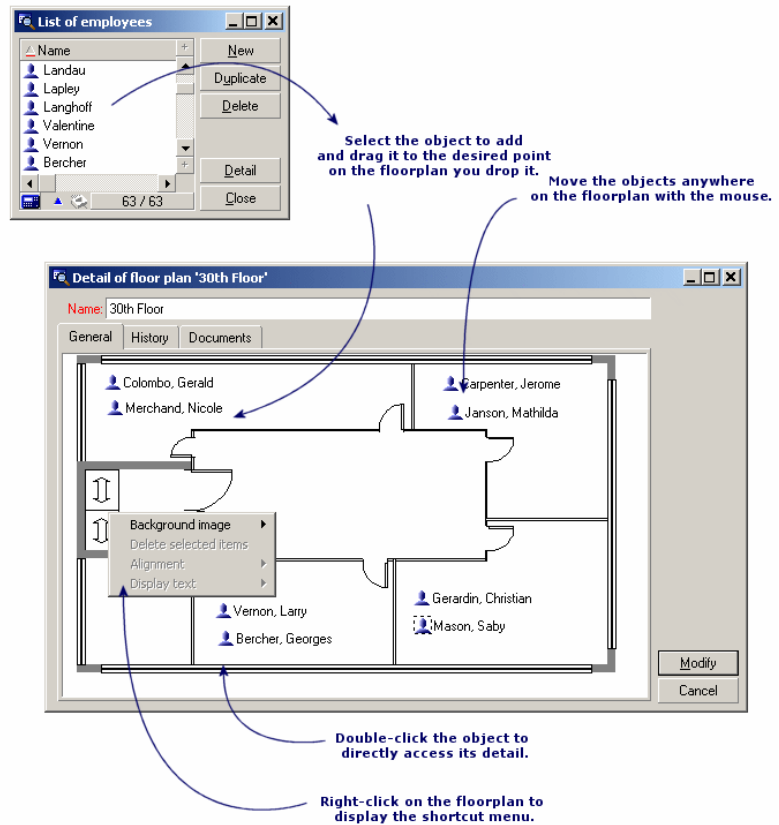 List of employees
Name
New
Landau
Lapley
Duplicate
Langhoff
Delete
Valentine
Vernon
Bercher
Detail
63 / 63
Close
Select the object to add
and drag it to the desired point
on the floorplan you drop it.
Move the objects anywhere
on the floorplan with the mouse.
Detail of floor plan '30th Floor'
Name: 30th Floor
General History Documents
Colombo, Gerald
Carpenter, Jerome
Merchand, Nicole
Janson, Mathilda
Background image
Delete selected items
Alignment
Display text
Gerardin, Christian
Vernon, Larry
Mason, Saby
Bercher, Georges
Modify
Cancel
Double-click the object to
directly access its detail.
Right-click on the floorplan to
display the shortcut menu.